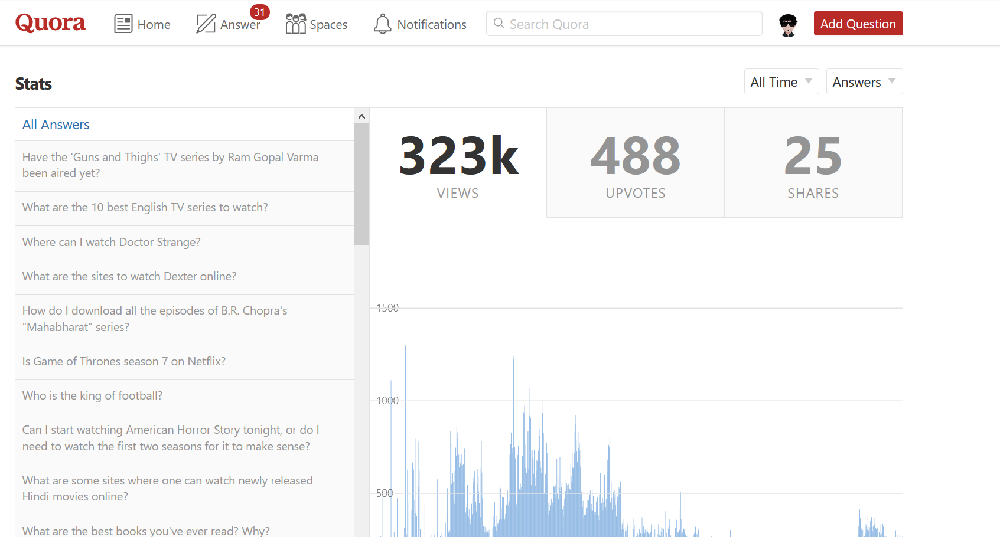 Quora
Home
Answer
31
Spaces
Notifications
Search Quora
Add Question
Stats
All Time
Answers
All Answers
Have the 'Guns and Thighs' TV series by Ram Gopal Varma
been aired yet?
What are the 10 best English TV series to watch?
Where can I watch Doctor Strange?
What are the sites to watch Dexter online?
How do I download all the episodes of B.R. Chopra's
“Mahabharat” series?
Is Game of Thrones season 7 on Netflix?
Who is the king of football?
Can I start watching American Horror Story tonight, or do I
need to watch the first two seasons for it to make sense?
What are some sites where one can watch newly released
Hindi movies online?
What are the best books you've ever read? Why?
323k
VIEWS
488
UPVOTES
25
SHARES
1500
1000
500